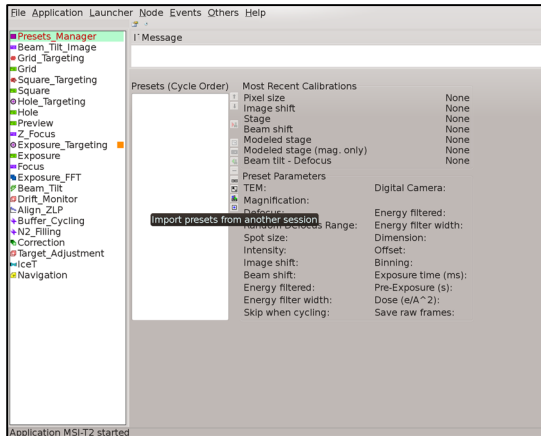 File Application Launcher Node Events Others Help
Presets_Manager
Beam_Tilt_Image
Grid_Targeting
Grid
Square_Targeting
Square
Hole_Targeting
Hole
Preview
Z_Focus
Exposure_Targeting
Exposure
Focus
Exposure_FFT
Beam_Tilt
Drift_Monitor
Align_ZLP
Buffer_Cycling
N2_Filling
Correction
Target_Adjustment
IceT
Navigation
Message
Presets (Cycle Order)
Most Recent Calibrations
Pixel size None
Image shift None
Stage None
Beam shift None
Modeled stage None
Modeled stage (mag. only) None
Beam tilt - Defocus None
Preset Parameters
TEM: Digital Camera:
Magnification:
Defocus: Energy filtered:
Import presets from another session
Random Defocus Range: Energy filter width:
Spot size: Dimension:
Intensity: Offset:
Image shift: Binning:
Beam shift: Exposure time (ms):
Energy filtered: Pre-Exposure (s):
Energy filter width: Dose (e/A^2):
Skip when cycling: Save raw frames:
Application MSI-T2 started